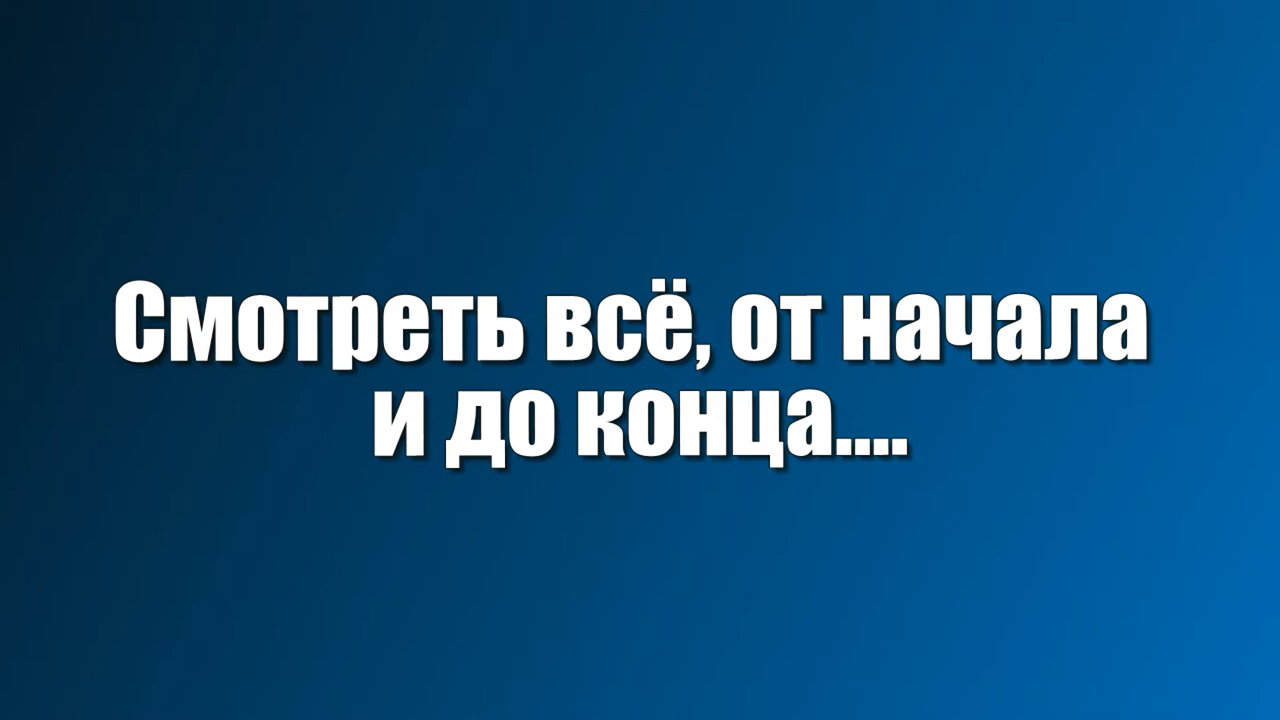 Смотреть всё, от начала
и до конца....